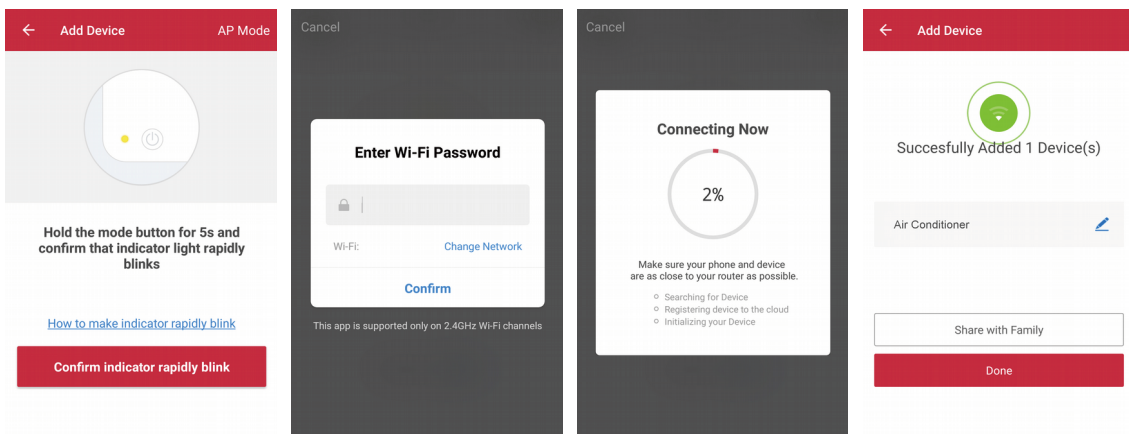 Add Device
AP Mode
Hold the mode button for 5s and
confirm that indicator light rapidly
blinks
How to make indicator rapidly blink
Confirm indicator rapidly blink
Cancel
Enter Wi-Fi Password
Wi-Fi:
Change Network
Confirm
This app is supported only on 2.4GHz Wi-Fi channels
Cancel
Connecting Now
2%
Make sure your phone and device
are as close to your router as possible.
Searching for Device
Registering device to the cloud
Initializing your Device
Add Device
Succesfully Added 1 Device(s)
Air Conditioner
Share with Family
Done